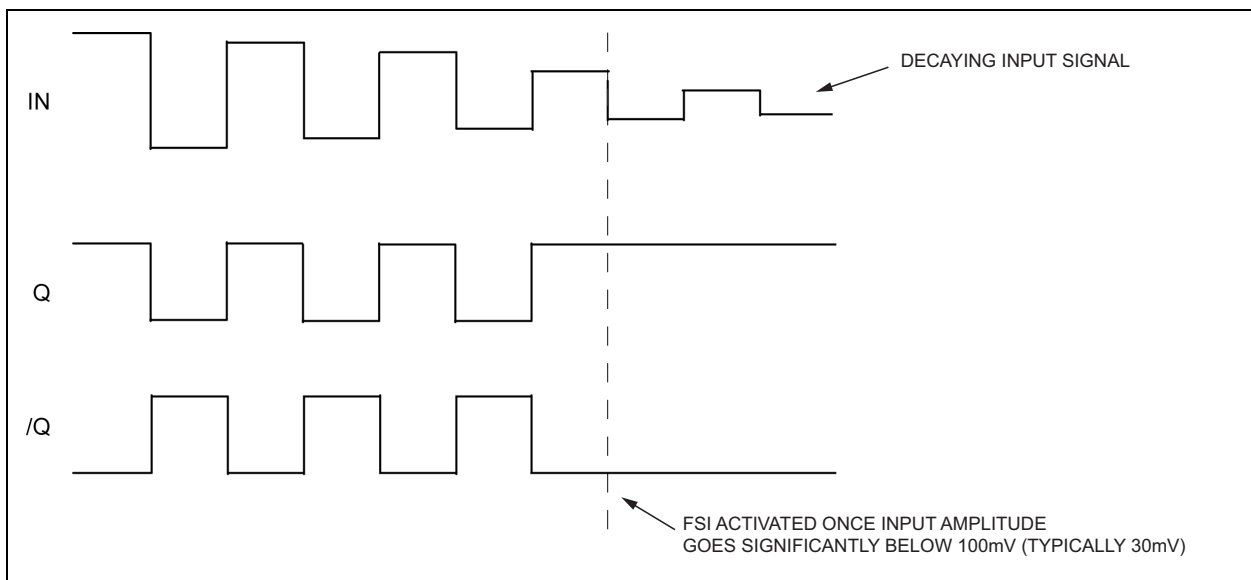 DECAYING INPUT SIGNAL
IN
Q
/Q
FSI ACTIVATED ONCE INPUT AMPLITUDE
GOES SIGNIFICANTLY BELOW 100mV (TYPICALLY 30mV)